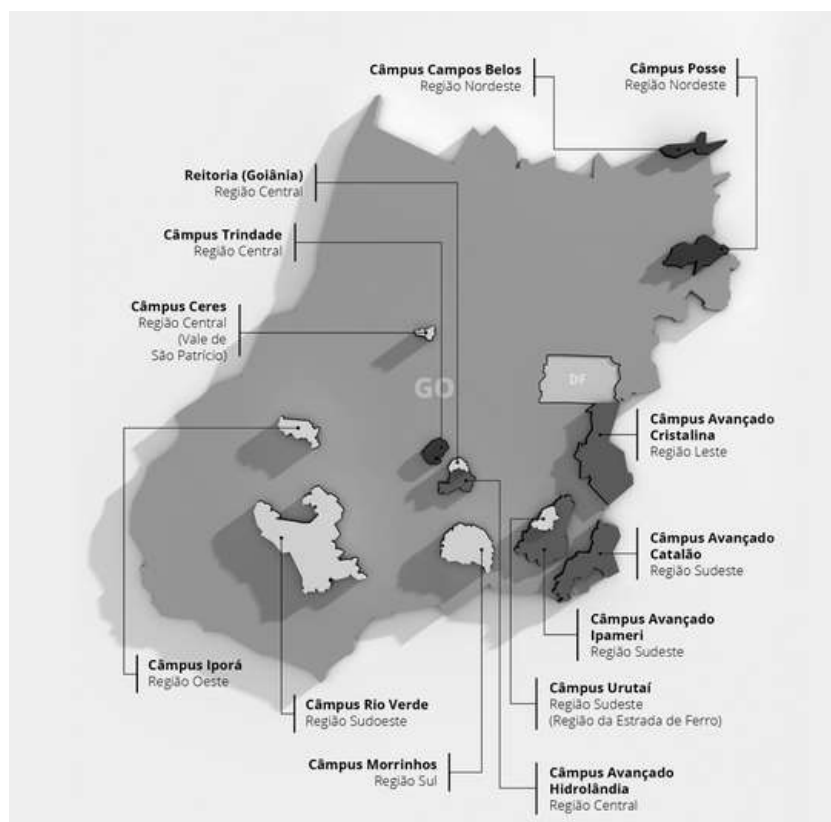 Câmpus Campos Belos
Região Nordeste
Câmpus Posse
Região Nordeste
Reitoria (Goiânia)
Região Central
Câmpus Trindade
Região Central
Câmpus Ceres
Região Central
(Vale de
São Patrício)
GO
DF
Câmpus Avançado
Cristalina
Região Leste
Câmpus Avançado
Catalão
Região Sudeste
Câmpus Avançado
Ipameri
Região Sudeste
Câmpus Iporá
Região Oeste
Câmpus Rio Verde
Região Sudoeste
Câmpus Urutaí
Região Sudeste
(Região da Estrada de Ferro)
Câmpus Morrinhos
Região Sul
Câmpus Avançado
Hidrolândia
Região Central